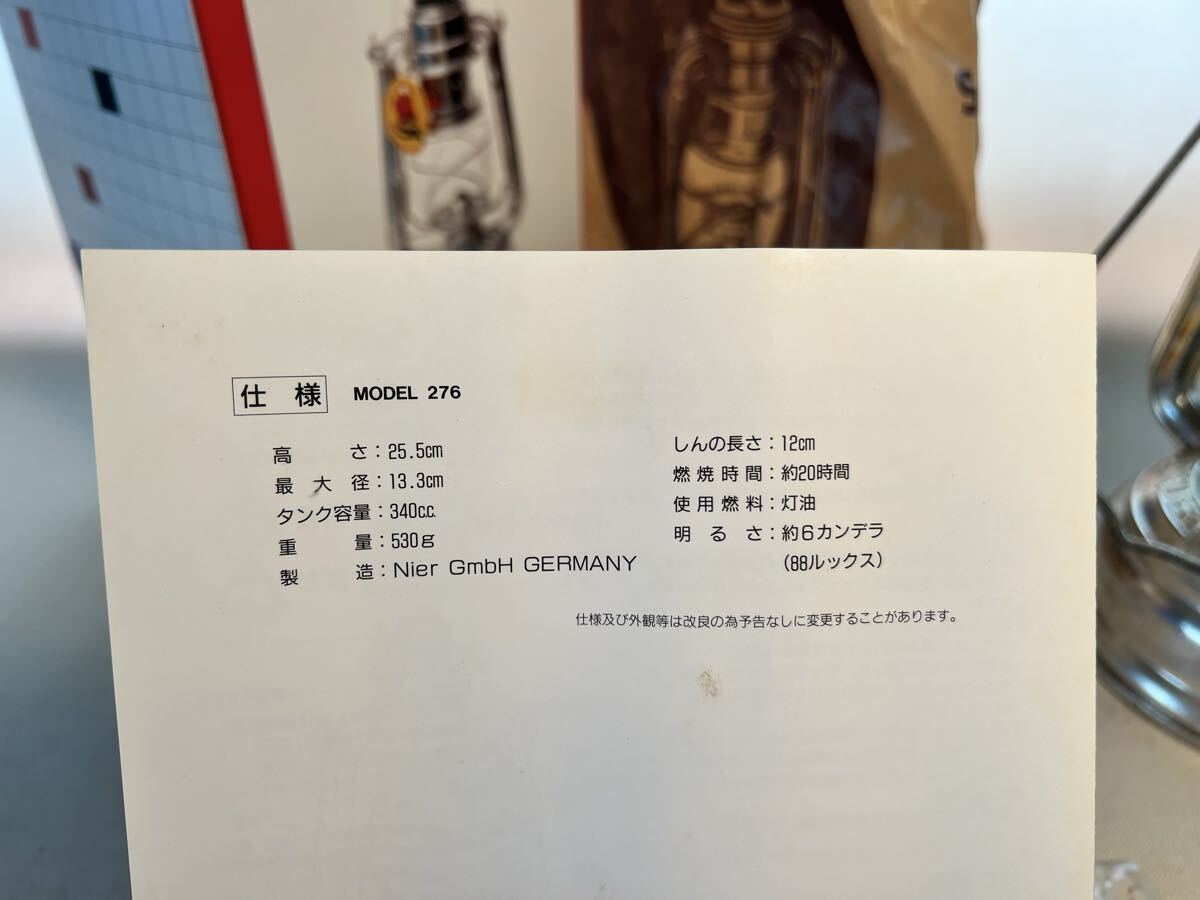 仕様 MODEL 276
高さ：25.5cm
最大径：13.3cm
タンク容量：340c.c.
重量：530g
製造：Nier GmbH GERMANY
しんの長さ：12cm
燃焼時間：約20時間
使用燃料：灯油
明るさ：約6カンデラ
（88ルックス）
仕様及び外観等は改良の為予告なしに変更することがあります。